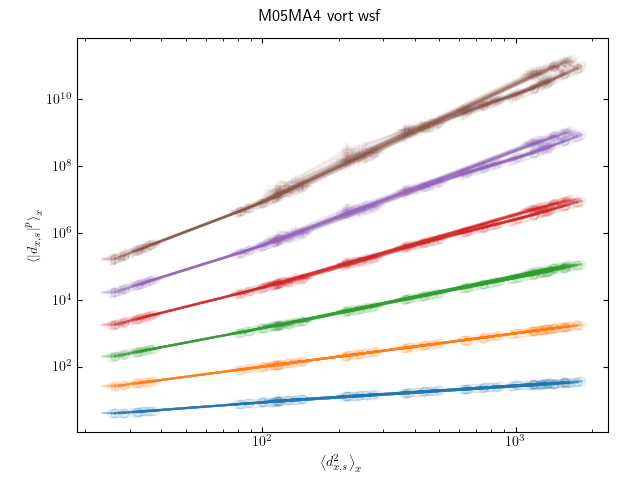 M05MA4 vort wsf
⟨|d_{x,s}|^p⟩_x
10^{10}
10^8
10^6
10^4
10^2
10^2 10^3
⟨d^2_{x,s}⟩_x